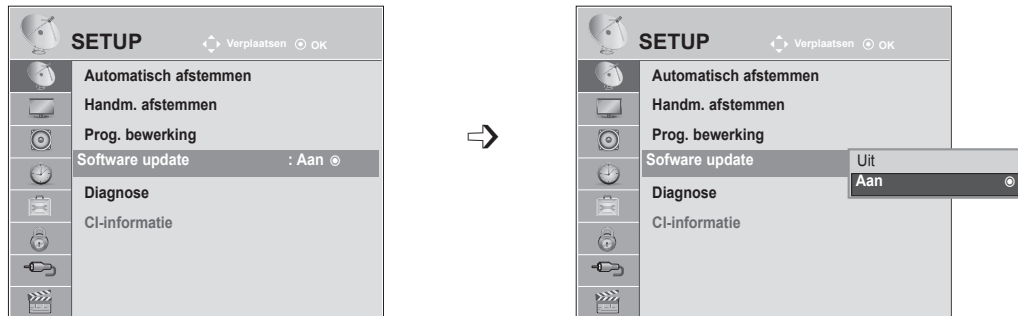 SETUP
Verplaatsen OK
Automatisch afstemmen
Handm. afstemmen
Prog. bewerking
Software update : Aan
Diagnose
CI-informatie
SETUP
Verplaatsen OK
Automatisch afstemmen
Handm. afstemmen
Prog. bewerking
Sofware update
Uit
Aan
Diagnose
CI-informatie